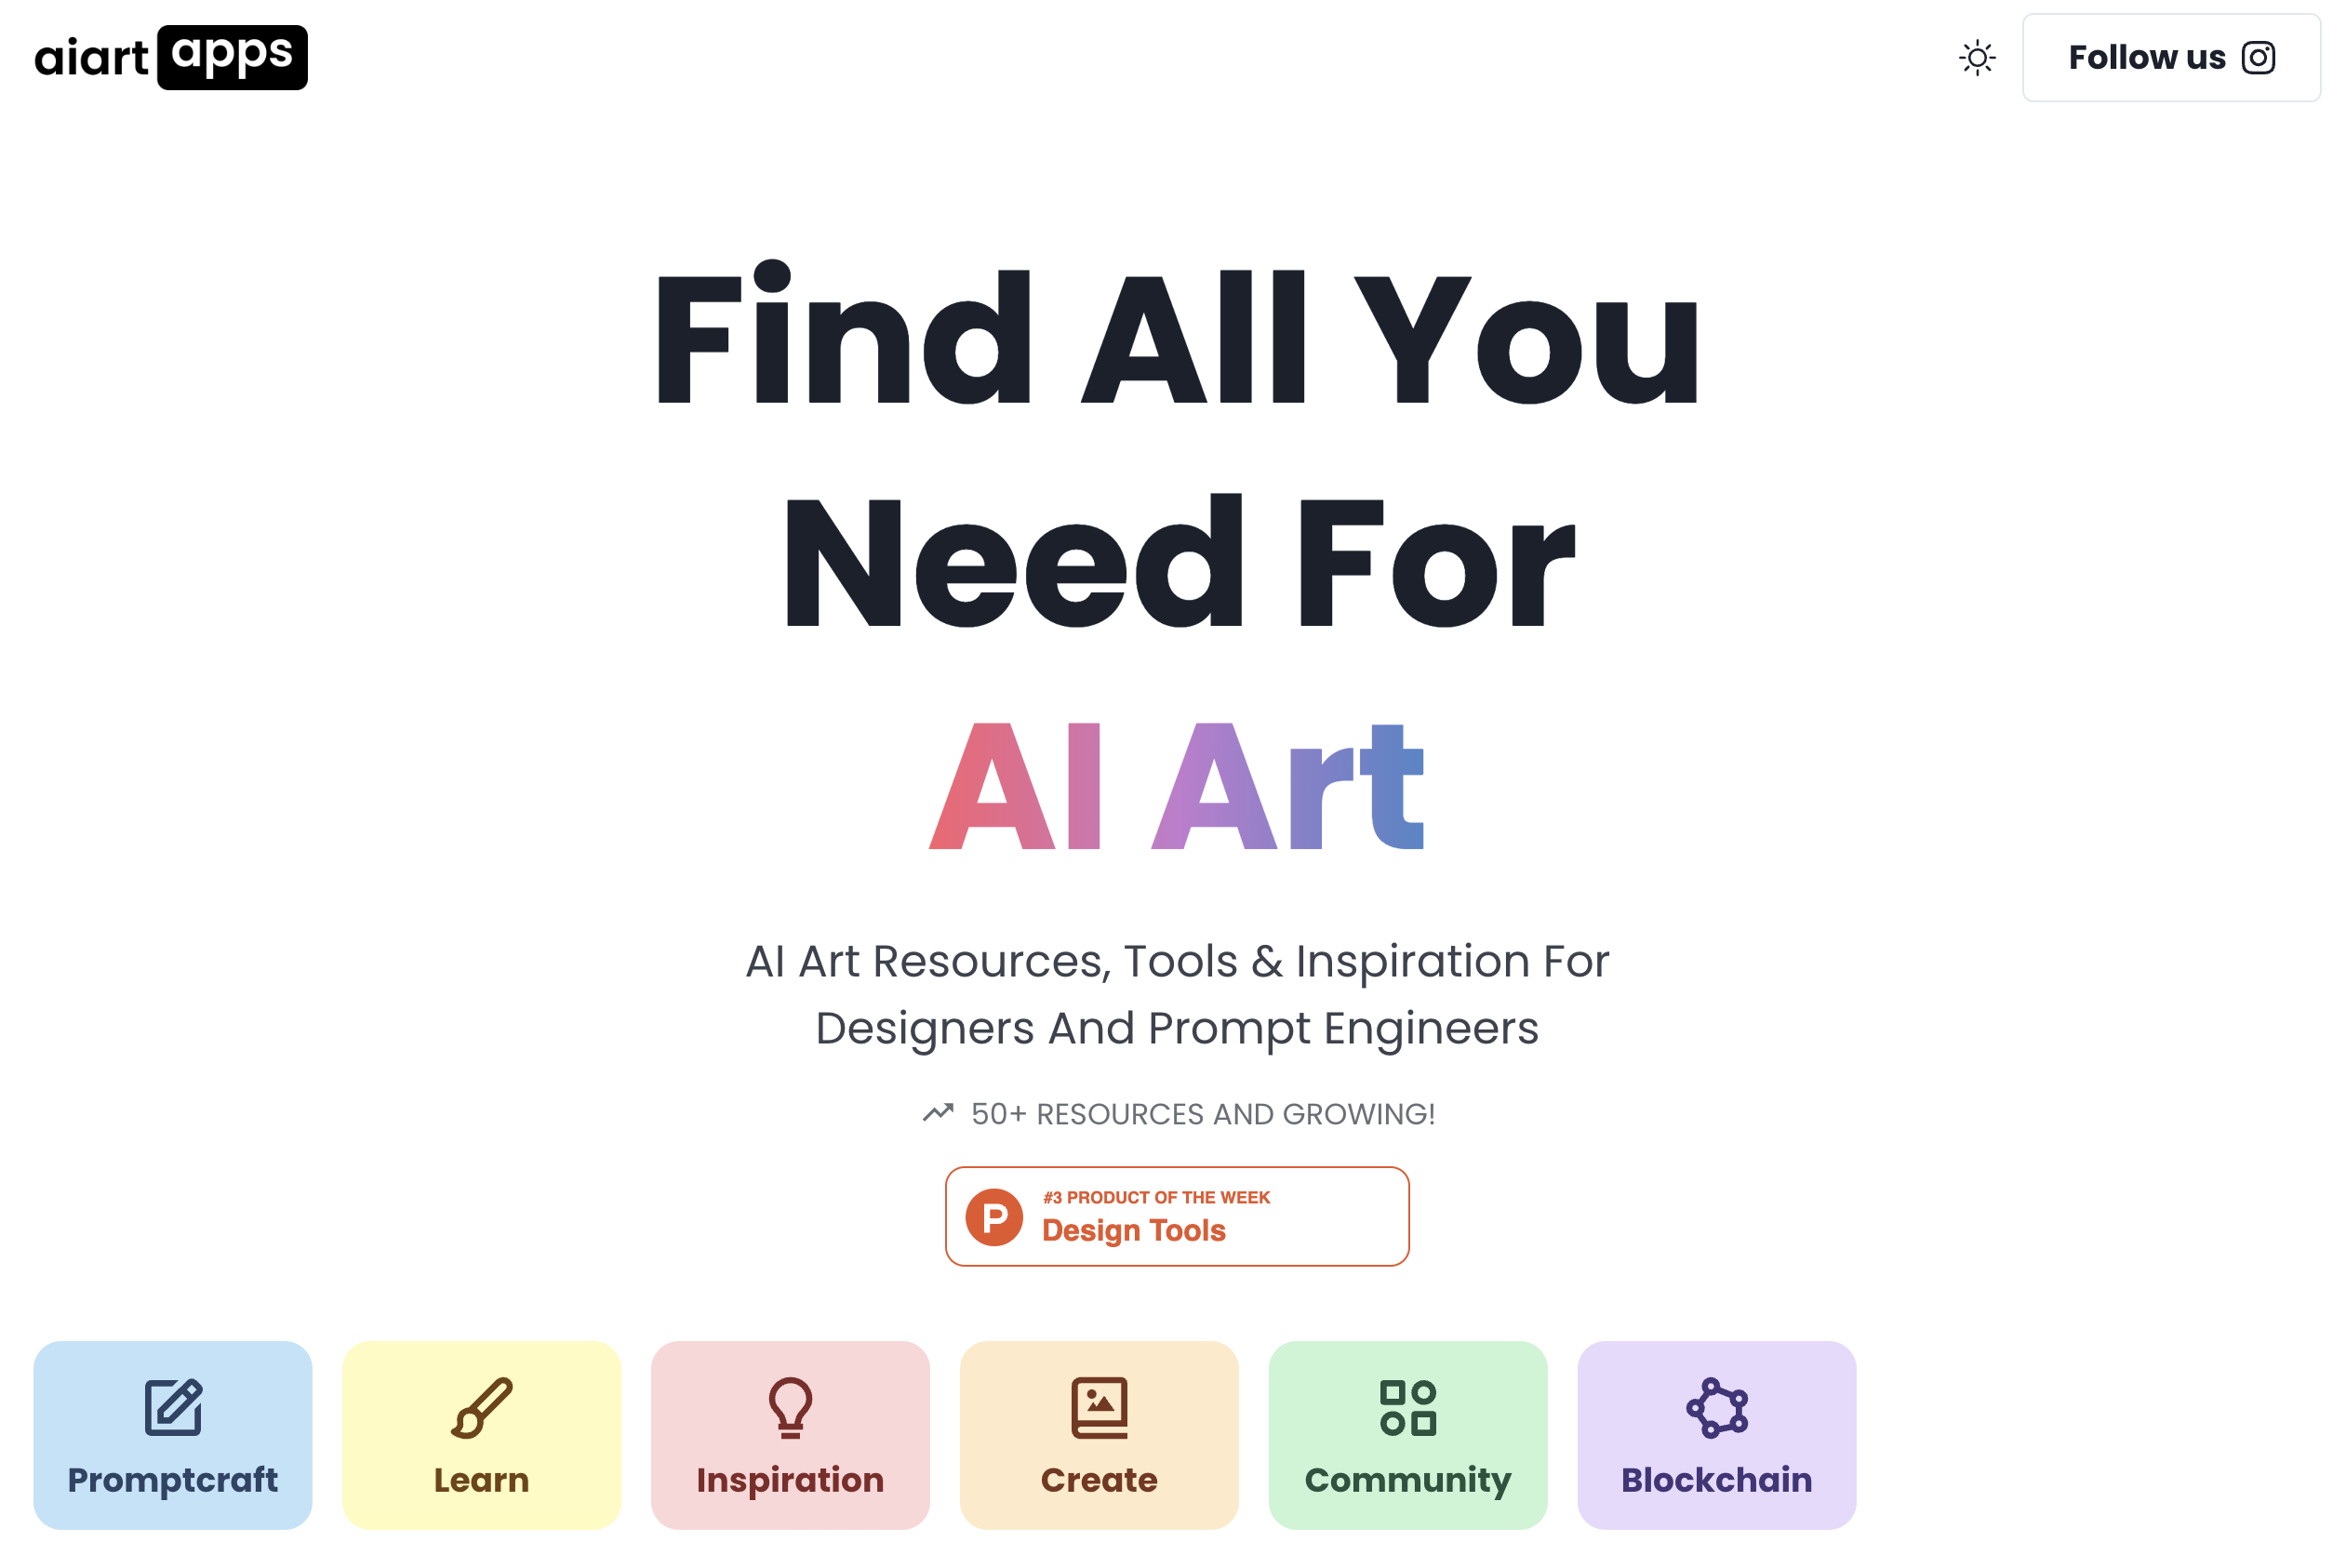 aiart apps
Follow us
Find All You
Need For
AI Art
AI Art Resources, Tools & Inspiration For
Designers And Prompt Engineers
50+ RESOURCES AND GROWING!
P
#3 PRODUCT OF THE WEEK
Design Tools
Promptcraft
Learn
Inspiration
Create
Community
Blockchain